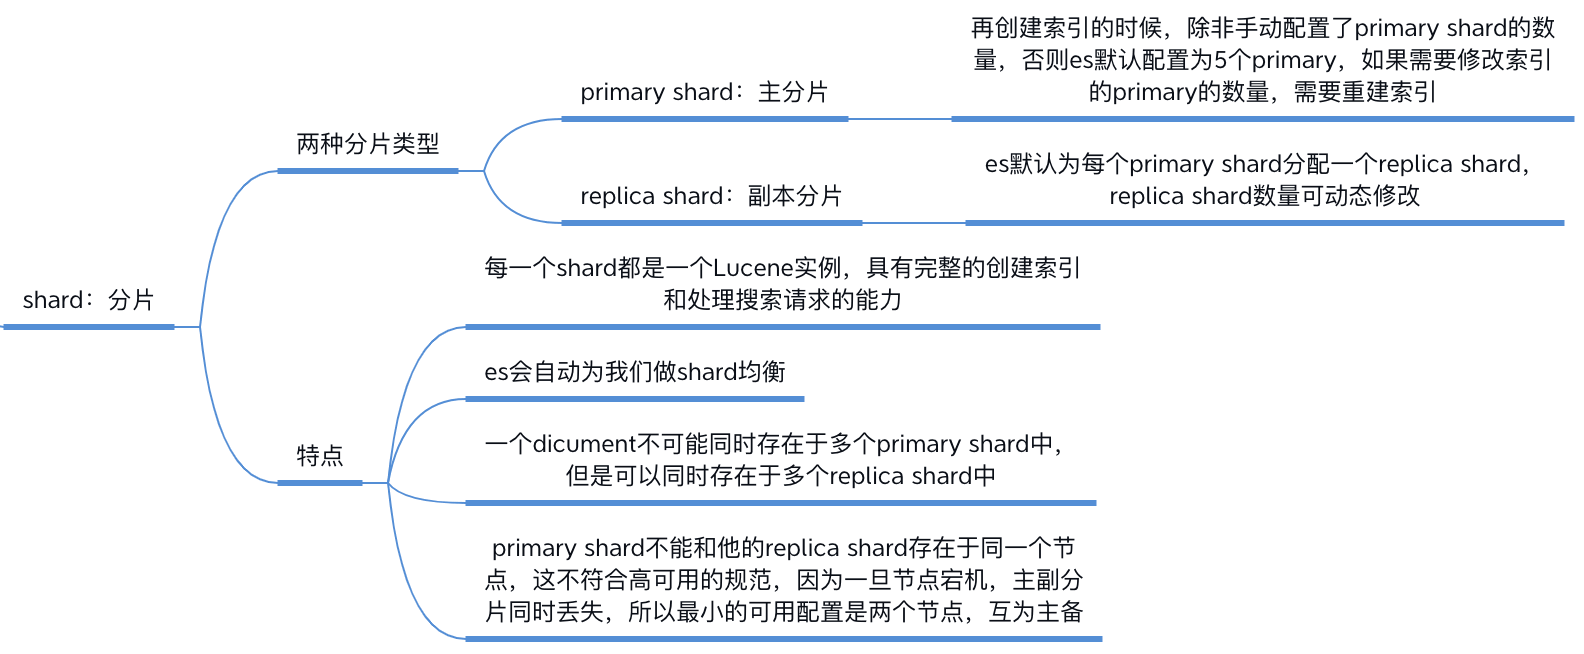 shard：分片
两种分片类型
primary shard：主分片
再创建索引的时候，除非手动配置了primary shard的数
量，否则es默认配置为5个primary，如果需要修改索引
的primary的数量，需要重建索引
replica shard：副本分片
es默认为每个primary shard分配一个replica shard，
replica shard数量可动态修改
特点
每一个shard都是一个Lucene实例，具有完整的创建索引
和处理搜索请求的能力
es会自动为我们做shard均衡
一个dicument不可能同时存在于多个primary shard中，
但是可以同时存在于多个replica shard中
primary shard不能和他的replica shard存在于同一个节
点，这不符合高可用的规范，因为一旦节点宕机，主副分
片同时丢失，所以最小的可用配置是两个节点，互为主备